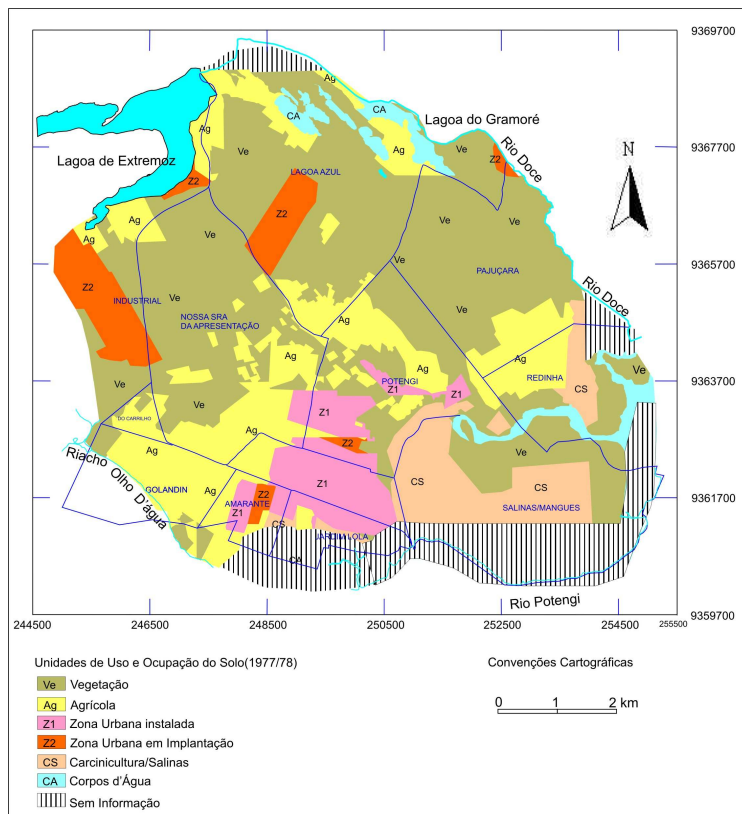 9369700
9367700
9365700
9363700
9361700
9359700
Ag
CA
CA
Lagoa do Gramoré
Ag
Ve
Ag
Ve
Rio Doce
N
Lagoa de Extremoz
Z2
LAGOA AZUL
Z2
Z2
Ve
Ve
Ag
Ag
Ve
Ve
PAJUÇARA
Z2
INDUSTRIAL
Ve
NOSSA SRA
DA APRESENTAÇÃO
Ag
Ve
Rio Doce
Ag
Ag
Ag
REDINHA
Ve
Ve
Ve
POTENGI
Z1
Z1
CS
DO CARRILHO
Z1
Ag
Ag
Z2
Ve
Riacho Olho D'água
GOLANDIN
Ag
Z2
Z1
CS
CS
AMARANTE
Z1
CS
SALINAS/MANGUES
JARDIM LOLA
CA
Rio Potengi
244500 246500 248500 250500 252500 254500 255500
Unidades de Uso e Ocupação do Solo(1977/78)
Convenções Cartográficas
Ve Vegetação
Ag Agrícola
Z1 Zona Urbana instalada
Z2 Zona Urbana em Implantação
CS Carcinicultura/Salinas
CA Corpos d'Água
Sem Informação
0 1 2 km